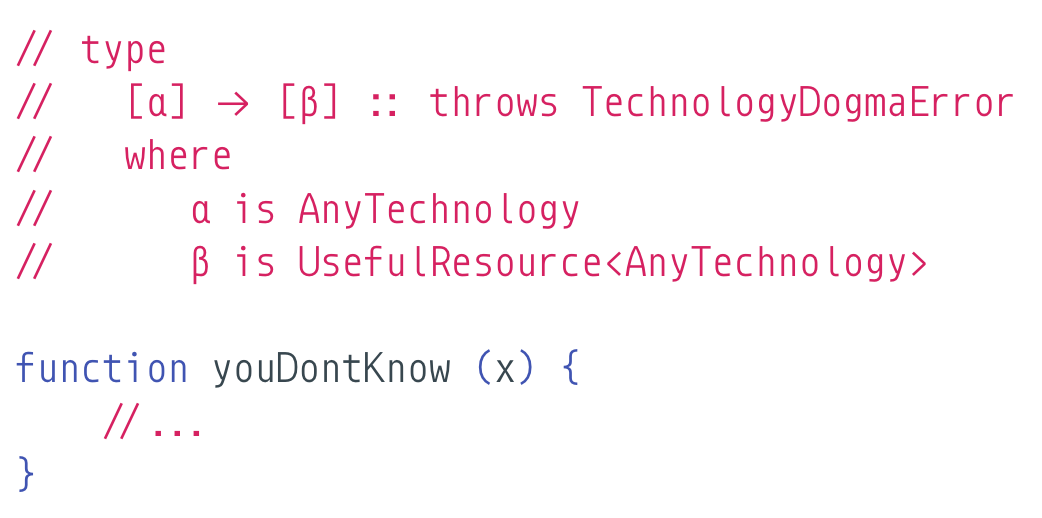 // type
//   [α] → [β] :: throws TechnologyDogmaError
//   where
//      α is AnyTechnology
//      β is UsefulResource<AnyTechnology>
function youDontKnow (x) {
    //...
}